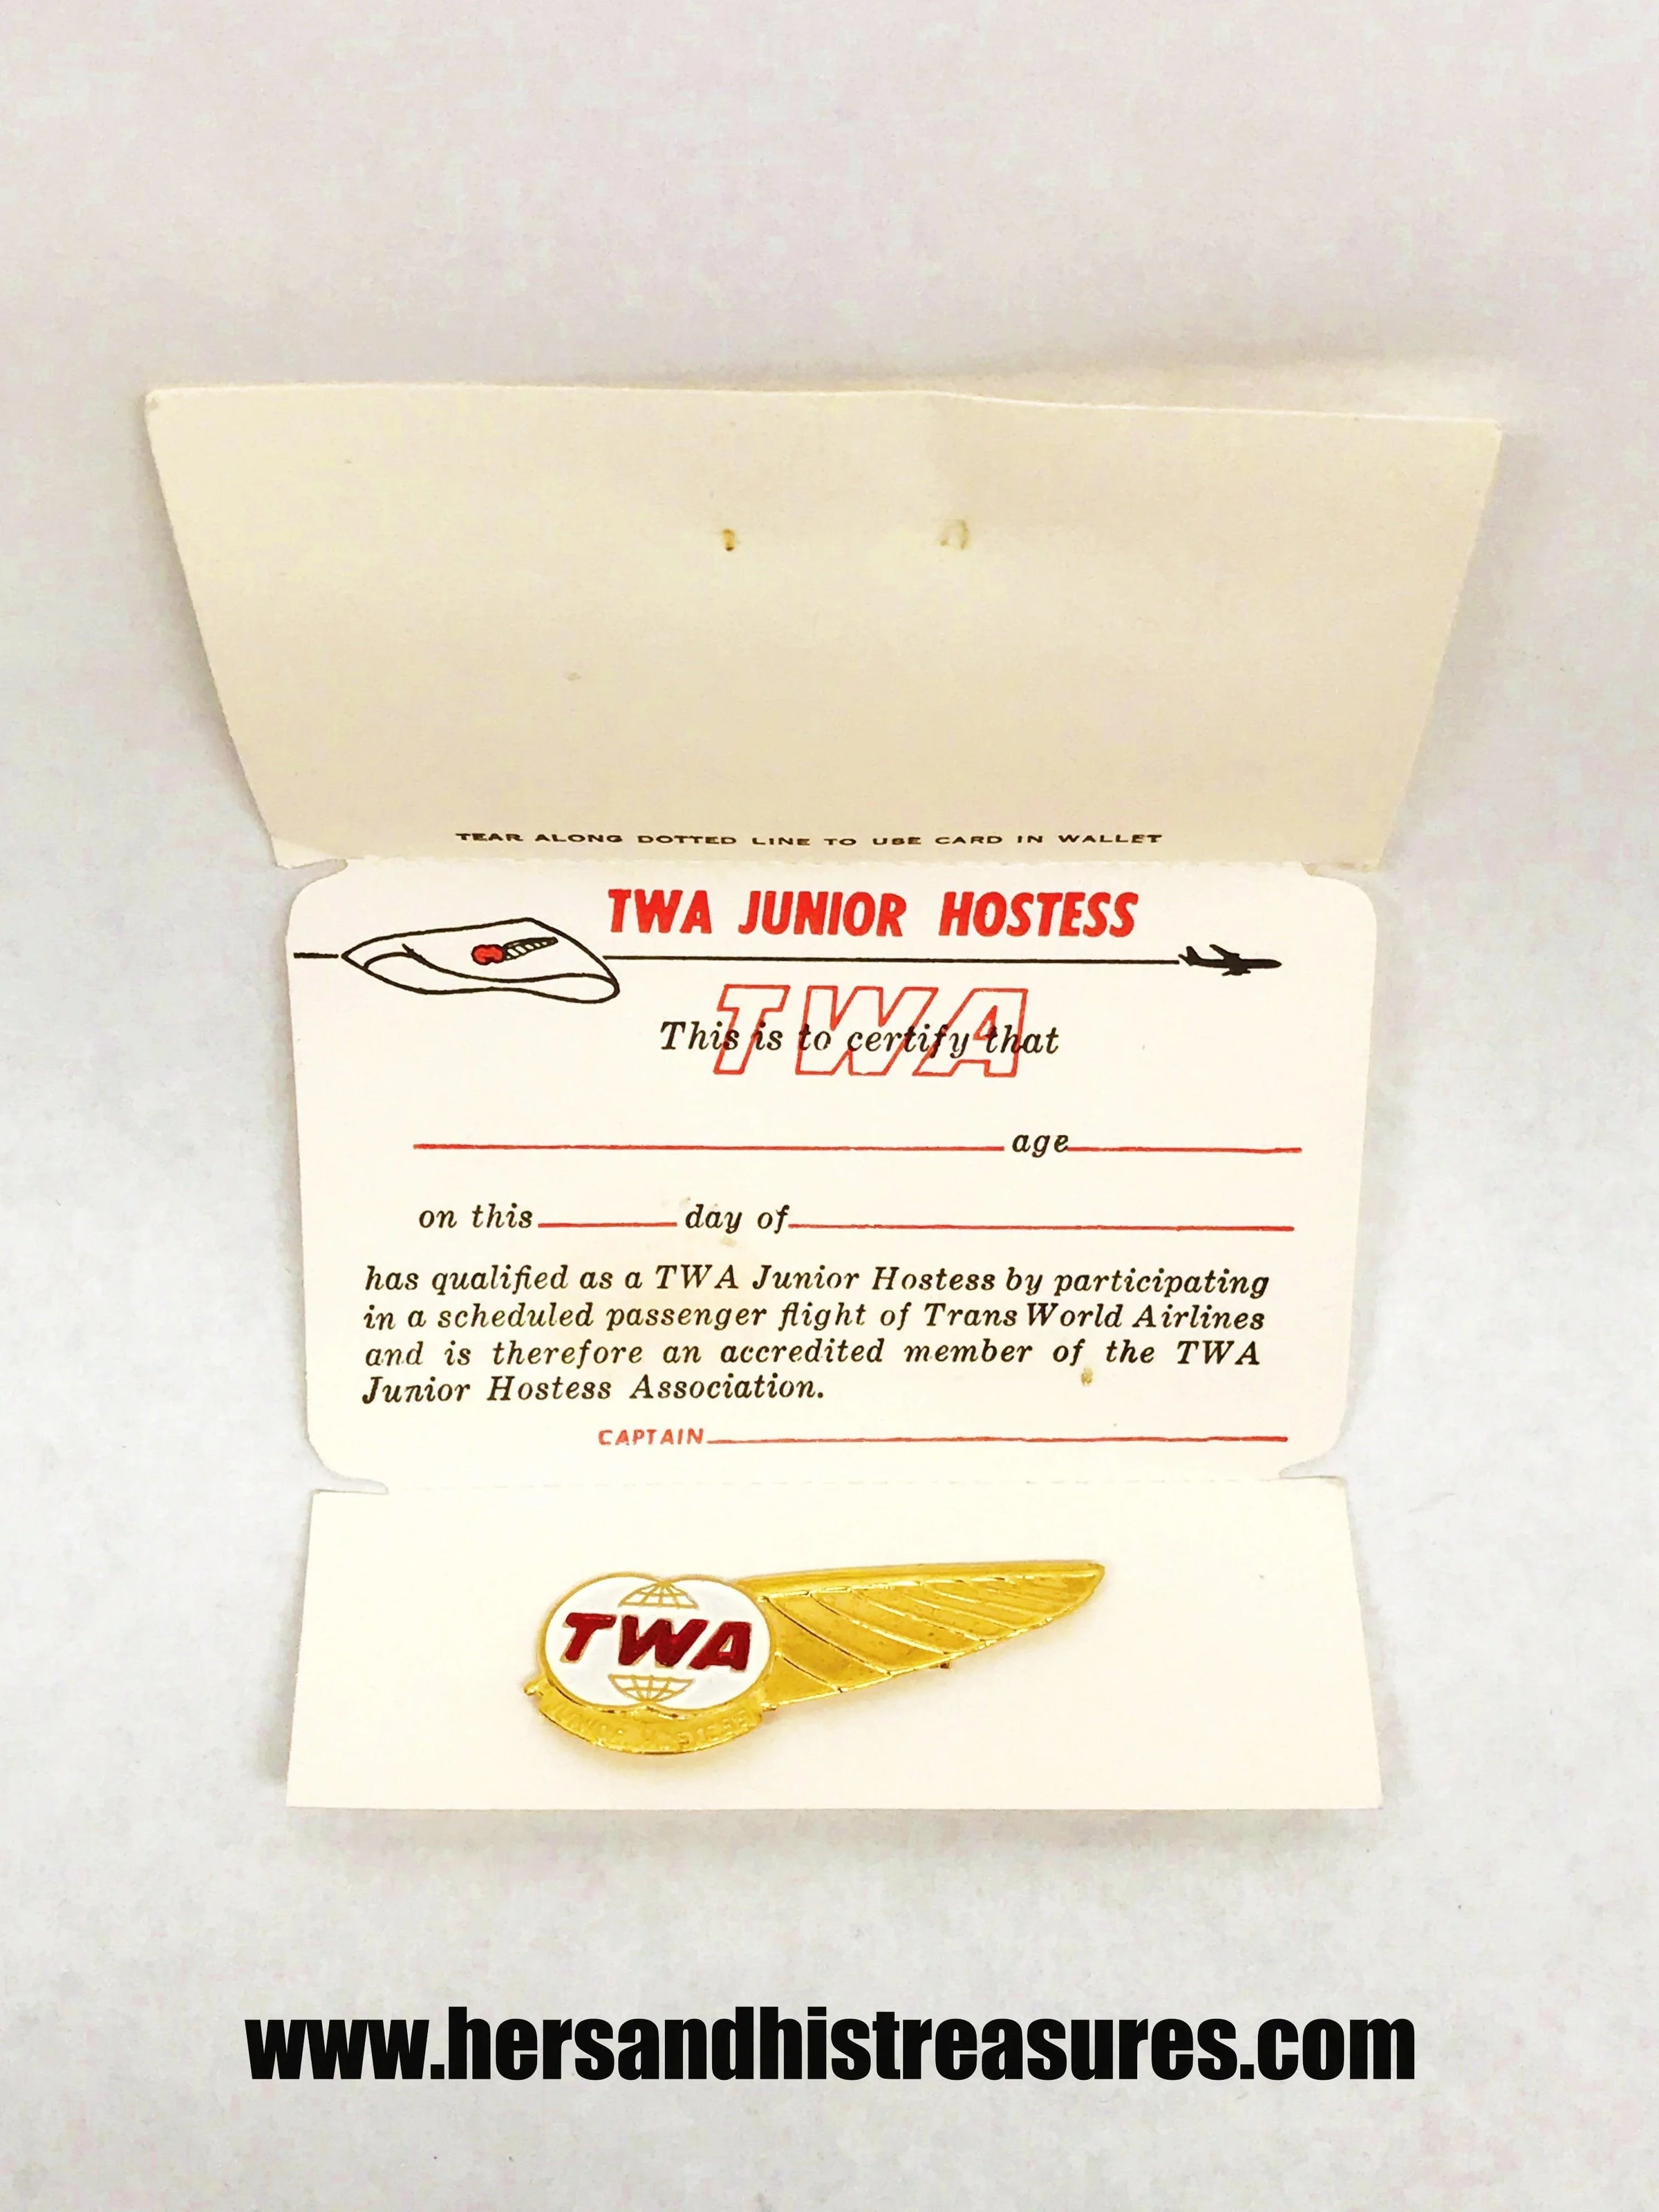 TEAR ALONG DOTTED LINE TO USE CARD IN WALLET
TWA JUNIOR HOSTESS
TWA
This is to certify that
age
on this day of
has qualified as a TWA Junior Hostess by participating
in a scheduled passenger flight of Trans World Airlines
and is therefore an accredited member of the TWA
Junior Hostess Association.
CAPTAIN
TWA
JUNIOR HOSTESS
www.hersandhistreasures.com